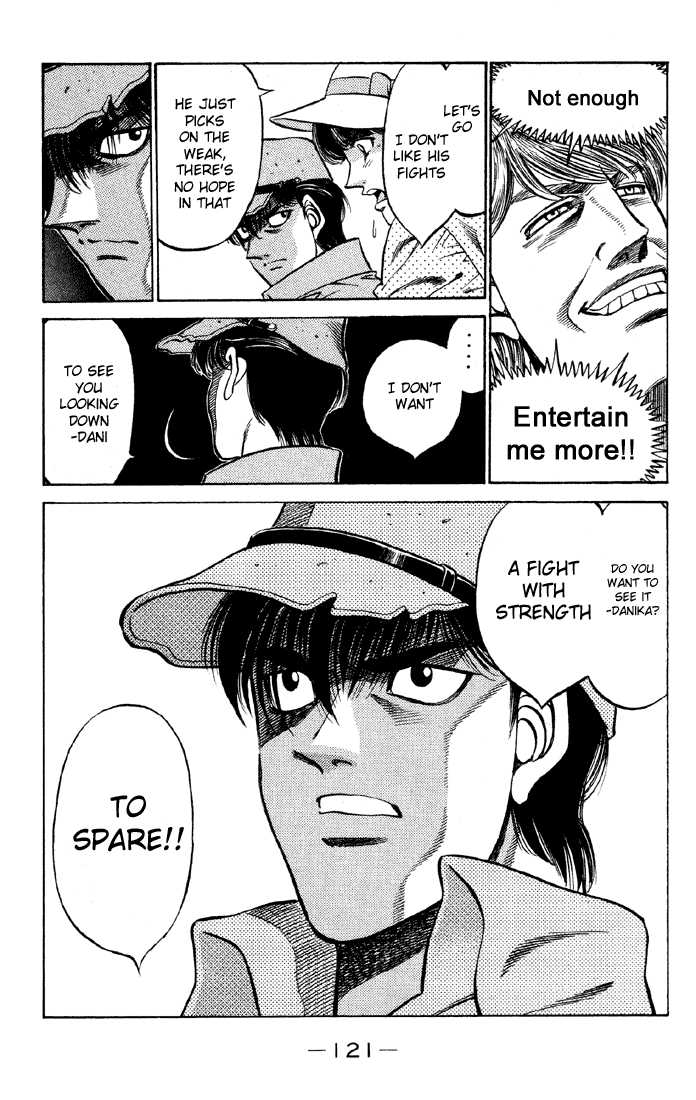 Not enough
Entertain
me more!!
LET'S
GO
I DON'T
LIKE HIS
FIGHTS
HE JUST
PICKS
ON THE
WEAK,
THERE'S
NO HOPE
IN THAT
....
I DON'T
WANT
TO SEE
YOU
LOOKING
DOWN
-DANI
DO YOU
WANT TO
SEE IT
-DANIKA?
A FIGHT
WITH
STRENGTH
TO
SPARE!!
—121—